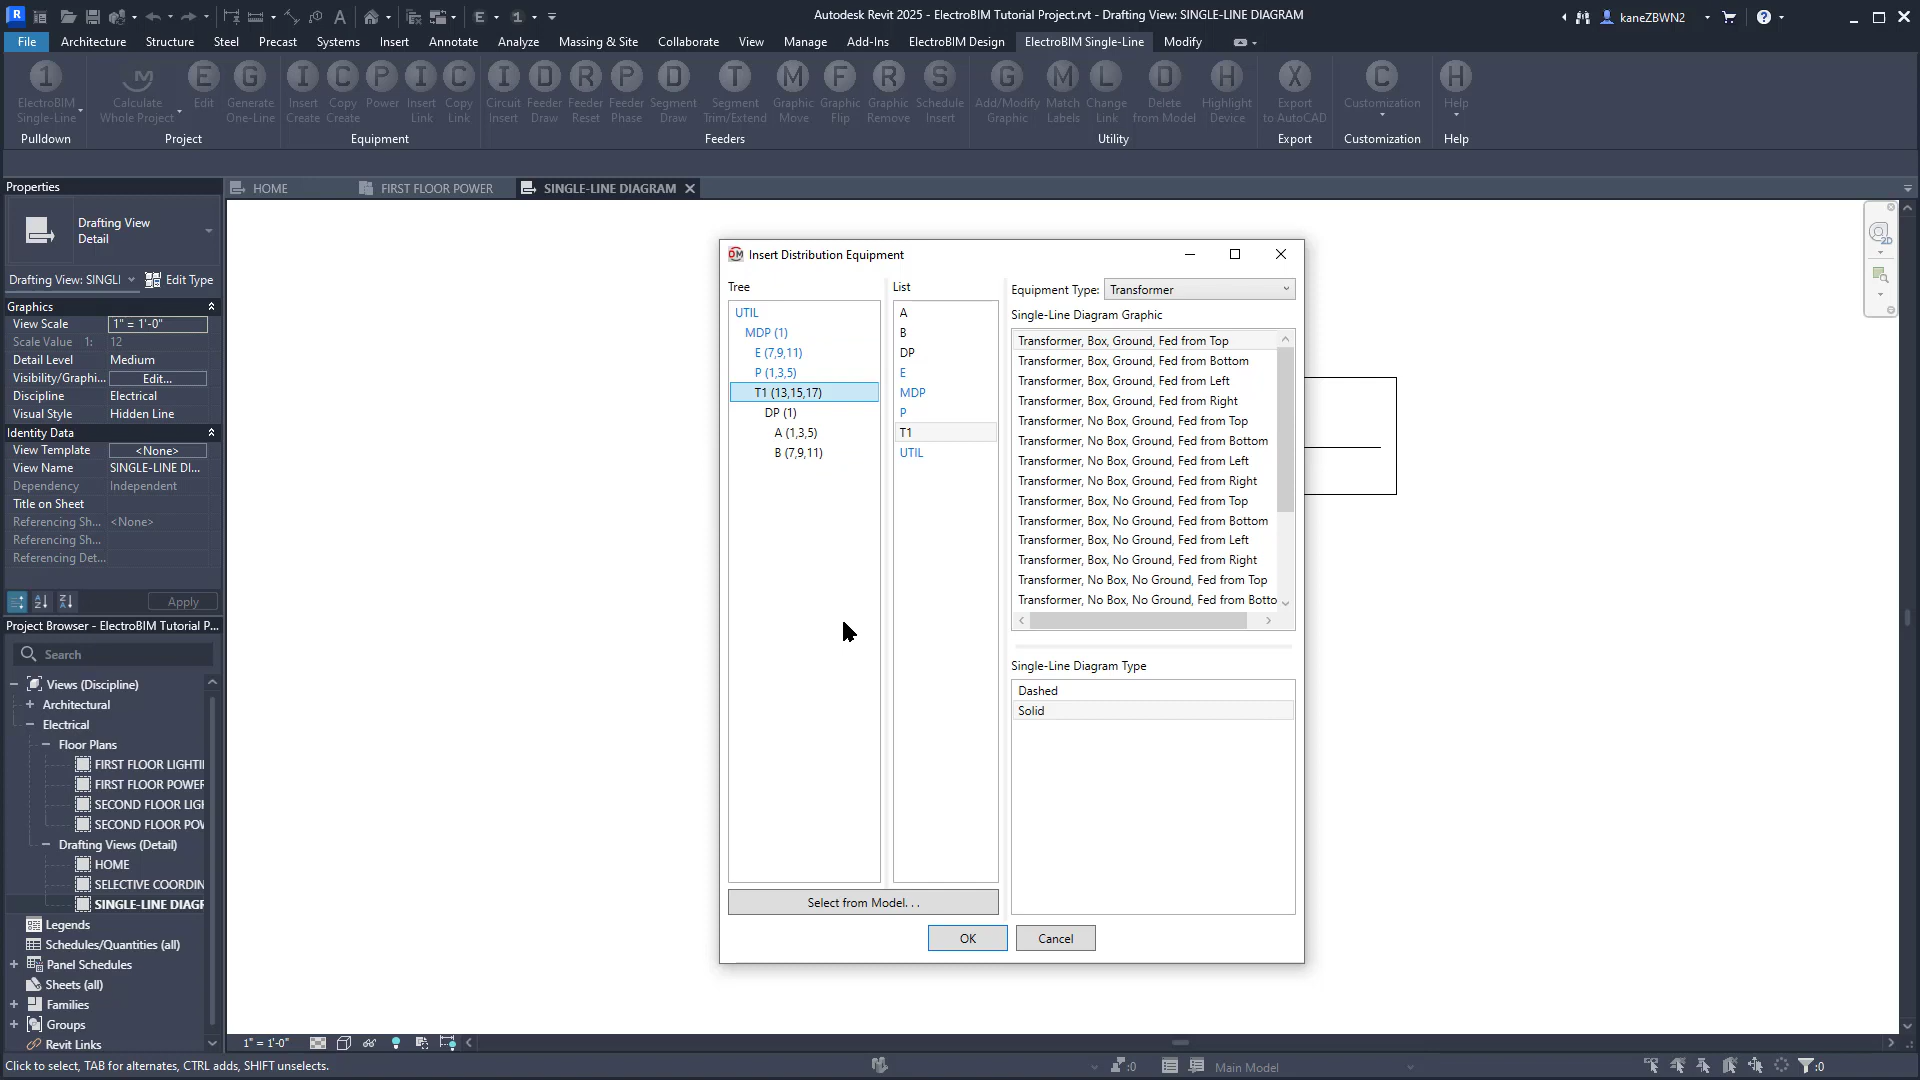 Autodesk Revit 2025 - ElectroBIM Tutorial Project.rvt - Drafting View: SINGLE-LINE DIAGRAM
kaneZBWN2
File Architecture Structure Steel Precast Systems Insert Annotate Analyze Massing & Site Collaborate View Manage Add-Ins ElectroBIM Design ElectroBIM Single-Line Modify
1 M E G I C P I C I D R P D T M F R S G M L D H X C H
ElectroBIM Single-Line
Calculate Whole Project
Edit
Generate One-Line
Insert Create
Copy Create
Power
Insert Link
Copy Link
Circuit Insert
Feeder Draw
Feeder Reset
Feeder Phase
Segment Draw
Segment Trim/Extend
Graphic Move
Graphic Flip
Graphic Remove
Schedule Insert
Add/Modify Graphic
Match Labels
Change Link
Delete from Model
Highlight Device
Export to AutoCAD
Customization
Help
Pulldown Project Equipment Feeders Utility Export Customization Help
Properties
HOME
FIRST FLOOR POWER
SINGLE-LINE DIAGRAM
Drafting View
Detail
Drafting View: SINGLI
Edit Type
Graphics
View Scale 1" = 1'-0"
Scale Value 1: 12
Detail Level Medium
Visibility/Graphi... Edit...
Discipline Electrical
Visual Style Hidden Line
Identity Data
View Template <None>
View Name SINGLE-LINE DI...
Dependency Independent
Title on Sheet
Referencing Sh... <None>
Referencing Sh...
Referencing Det...
Apply
Project Browser - ElectroBIM Tutorial P...
Search
Views (Discipline)
Architectural
Electrical
Floor Plans
FIRST FLOOR LIGHTI
FIRST FLOOR POWER
SECOND FLOOR LIGH
SECOND FLOOR POW
Drafting Views (Detail)
HOME
SELECTIVE COORDIN
SINGLE-LINE DIAGR
Legends
Schedules/Quantities (all)
Panel Schedules
Sheets (all)
Families
Groups
Revit Links
Insert Distribution Equipment
Tree
UTIL
MDP (1)
E (7,9,11)
P (1,3,5)
T1 (13,15,17)
DP (1)
A (1,3,5)
B (7,9,11)
List
A
B
DP
E
MDP
P
T1
UTIL
Select from Model. . .
Equipment Type: Transformer
Single-Line Diagram Graphic
Transformer, Box, Ground, Fed from Top
Transformer, Box, Ground, Fed from Bottom
Transformer, Box, Ground, Fed from Left
Transformer, Box, Ground, Fed from Right
Transformer, No Box, Ground, Fed from Top
Transformer, No Box, Ground, Fed from Bottom
Transformer, No Box, Ground, Fed from Left
Transformer, No Box, Ground, Fed from Right
Transformer, Box, No Ground, Fed from Top
Transformer, Box, No Ground, Fed from Bottom
Transformer, Box, No Ground, Fed from Left
Transformer, Box, No Ground, Fed from Right
Transformer, No Box, No Ground, Fed from Top
Transformer, No Box, No Ground, Fed from Botto
Single-Line Diagram Type
Dashed
Solid
OK Cancel
1" = 1'-0"
Click to select, TAB for alternates, CTRL adds, SHIFT unselects.
:0
Main Model
:0